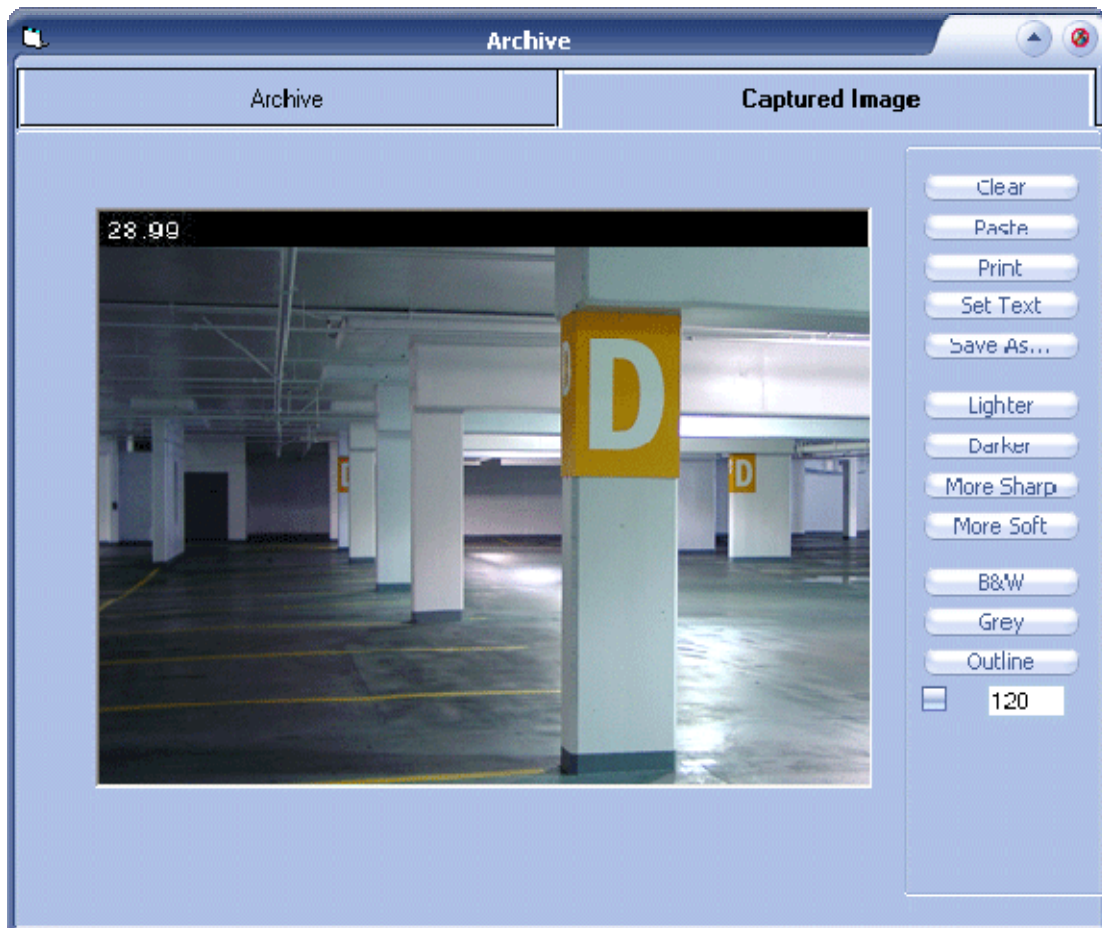 Archive
Archive
Captured Image
28.99
D
D
D
D
Clear
Paste
Print
Set Text
Save As...
Lighter
Darker
More Sharp
More Soft
B&W
Grey
Outline
120